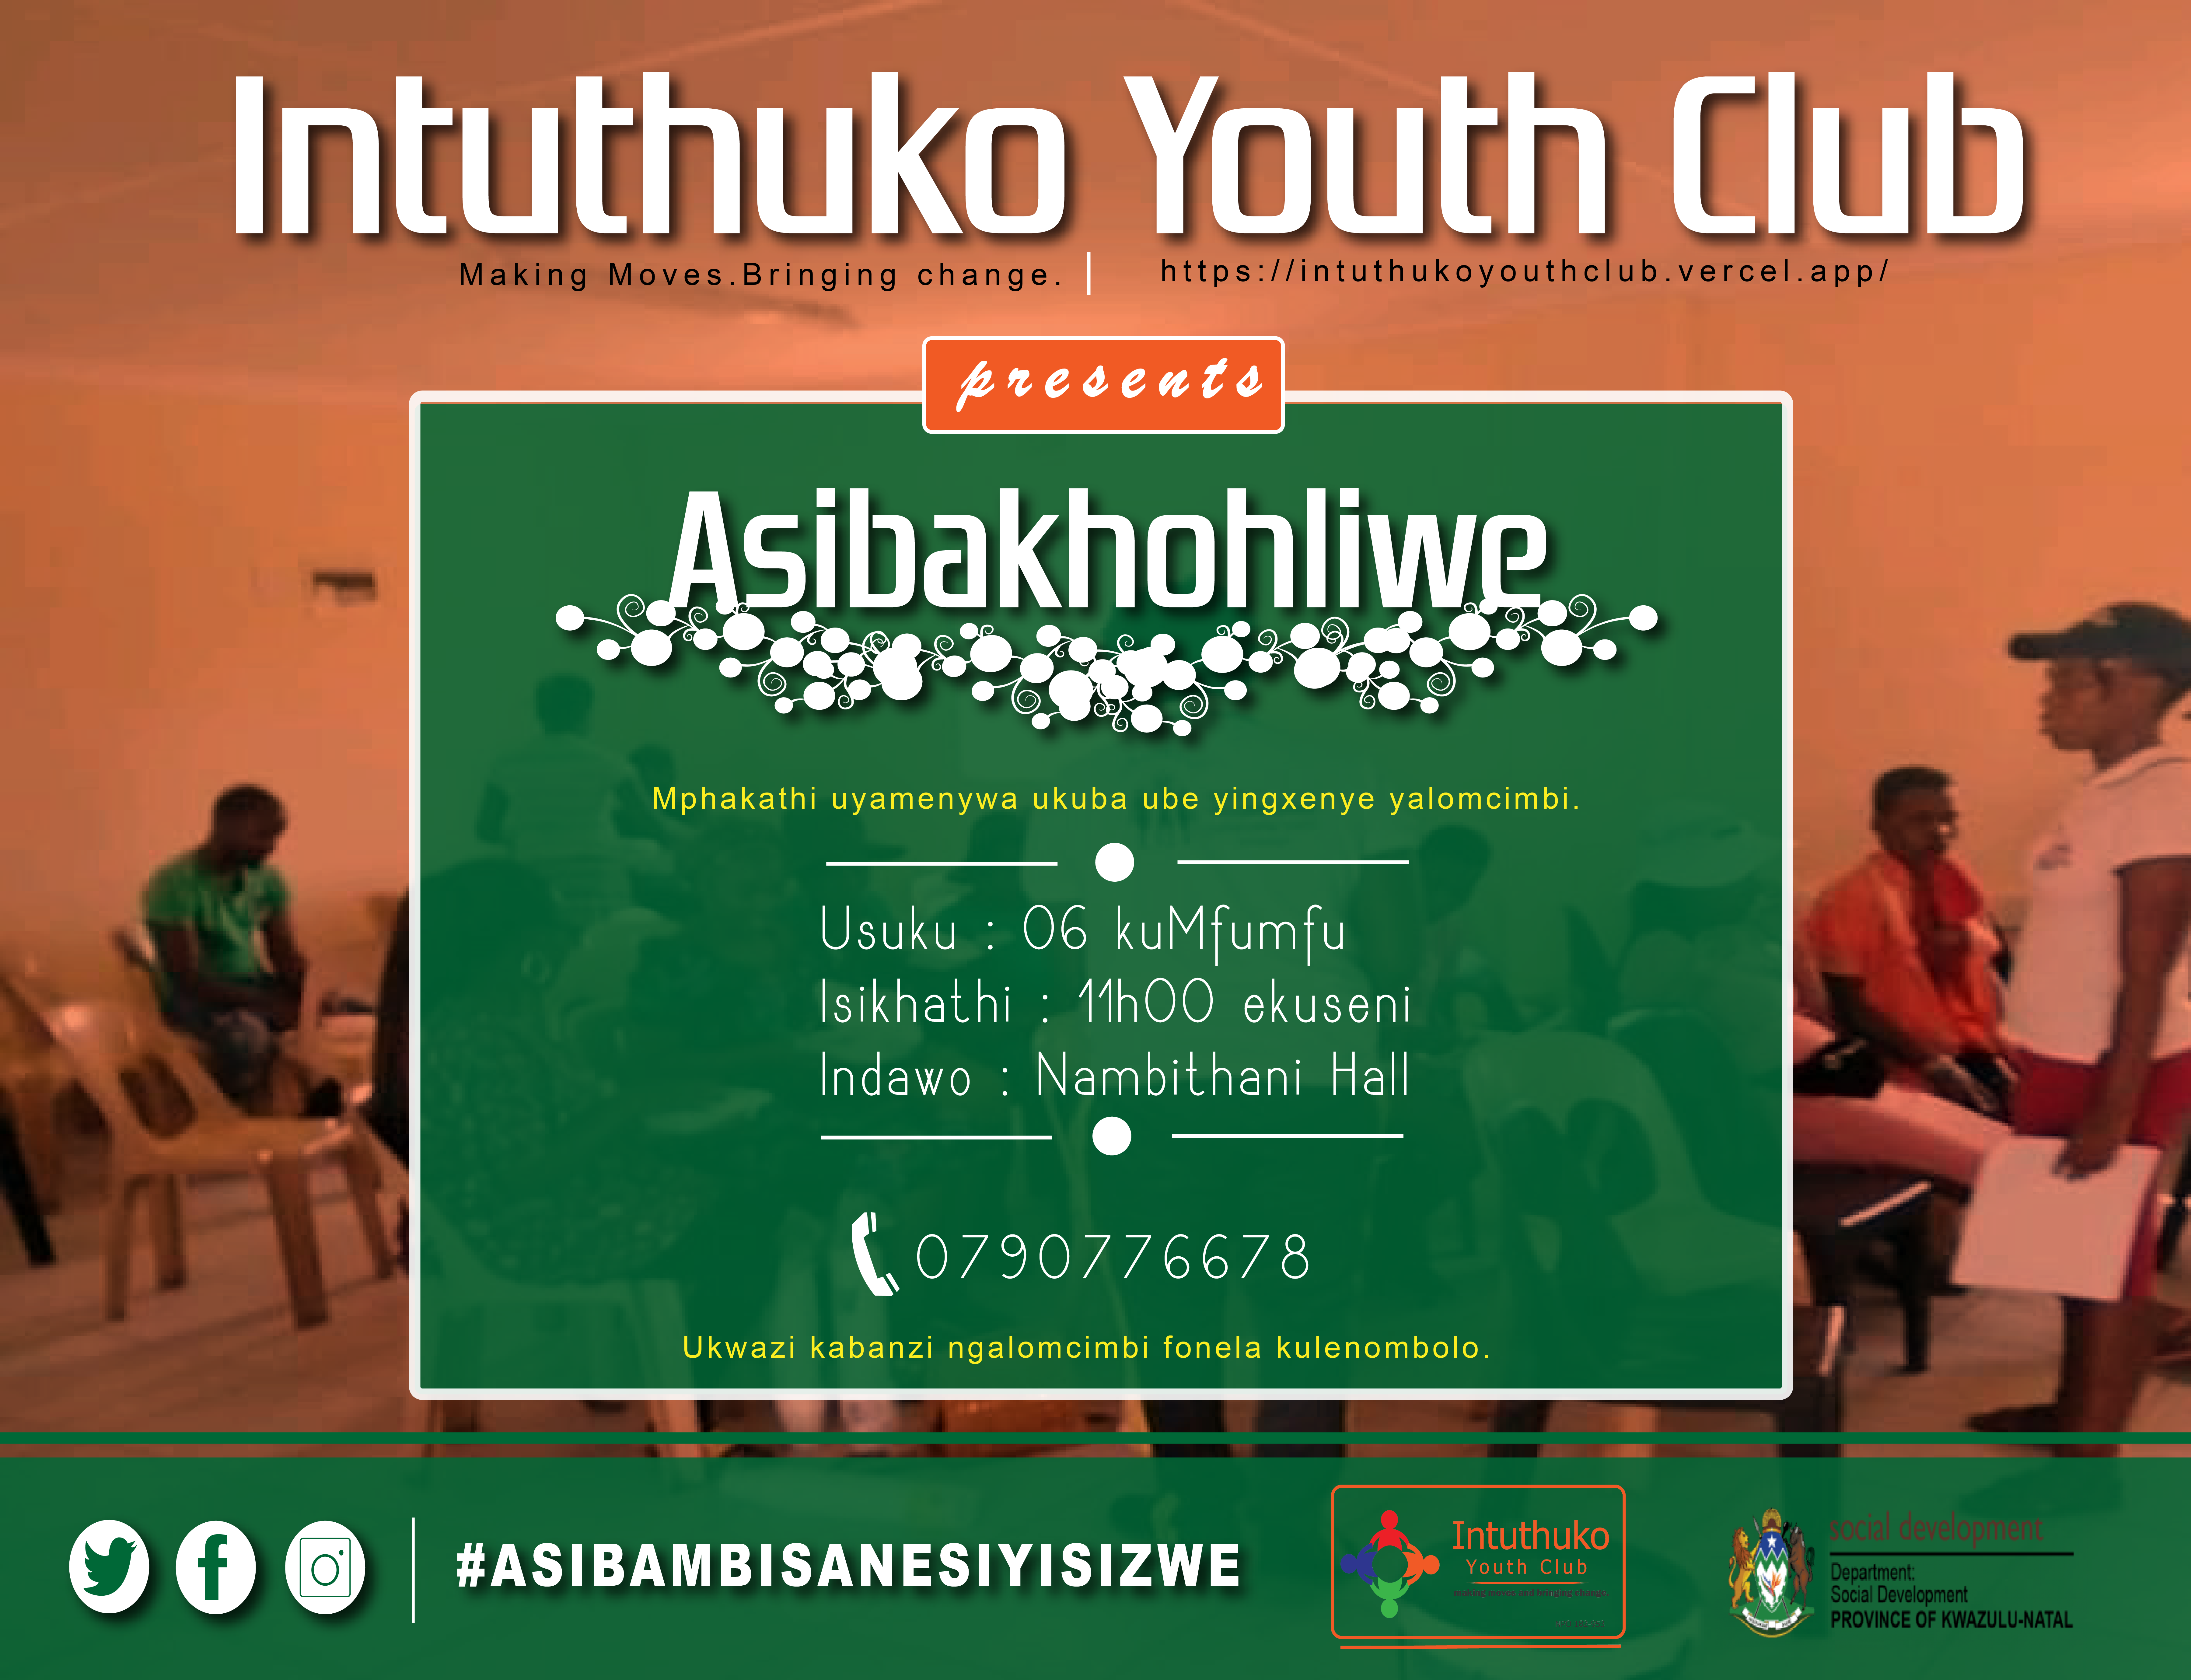 Intuthuko Youth Club
Making Moves.Bringing change. | https://intuthukoyouthclub.vercel.app/
presents
Asibakhohliwe
Mphakathi uyamenywa ukuba ube yingxenye yalomcimbi.
Usuku : 06 kuMfumfu
Isikhathi : 11h00 ekuseni
Indawo : Nambithani Hall
0790776678
Ukwazi kabanzi ngalomcimbi fonela kulenombolo.
#ASIBAMBISANESIYISIZWE
Intuthuko
Youth Club
social development
Department:
Social Development
PROVINCE OF KWAZULU-NATAL